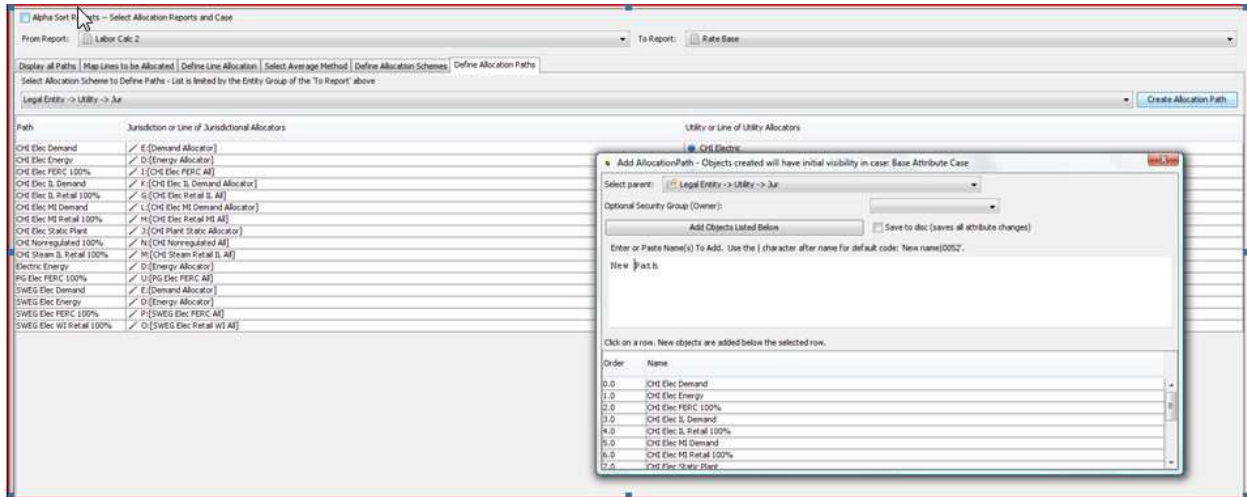 Alpha Sort Reports -- Select Allocation Reports and Case
From Report: Labor Calc 2 To Report: Rate Base
Display all Paths Map Lines to be Allocated Define Line Allocation Select Average Method Define Allocation Schemes Define Allocation Paths
Select Allocation Scheme to Define Paths - List is limited by the Entity Group of the 'To Report' above
Legal Entity -> Utility -> Jur Create Allocation Path
Path Jurisdiction or Line of Jurisdictional Allocators Utility or Line of Utility Allocators
CHI Elec Demand E:[Demand Allocator] CHI Electric
CHI Elec Energy D:[Energy Allocator]
CHI Elec FERC 100% I:[CHI Elec FERC All]
CHI Elec IL Demand K:[CHI Elec IL Demand Allocator]
CHI Elec IL Retail 100% G:[CHI Elec Retail IL All]
CHI Elec MI Demand L:[CHI Elec MI Demand Allocator]
CHI Elec MI Retail 100% H:[CHI Elec Retail MI All]
CHI Elec Static Plant J:[CHI Plant Static Allocator]
CHI Nonregulated 100% N:[CHI Nonregulated All]
CHI Steam IL Retail 100% M:[CHI Steam Retail IL All]
Electric Energy D:[Energy Allocator]
PG Elec FERC 100% U:[PG Elec FERC All]
SWEG Elec Demand E:[Demand Allocator]
SWEG Elec Energy D:[Energy Allocator]
SWEG Elec FERC 100% P:[SWEG Elec FERC All]
SWEG Elec WI Retail 100% O:[SWEG Elec Retail WI All]
Add AllocationPath - Objects created will have initial visibility in case: Base Attribute Case
Select parent: Legal Entity -> Utility -> Jur
Optional Security Group (Owner):
Add Objects Listed Below Save to disc (saves all attribute changes)
Enter or Paste Name(s) To Add. Use the | character after name for default code: 'New name|0052'.
New Path
Click on a row. New objects are added below the selected row.
Order Name
0.0 CHI Elec Demand
1.0 CHI Elec Energy
2.0 CHI Elec FERC 100%
3.0 CHI Elec IL Demand
4.0 CHI Elec IL Retail 100%
5.0 CHI Elec MI Demand
6.0 CHI Elec MI Retail 100%
7.0 CHI Elec Static Plant